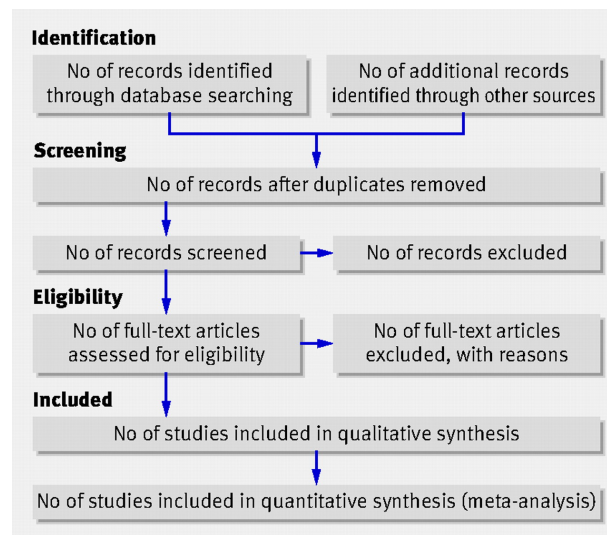 Identification
No of records identified
through database searching
No of additional records
identified through other sources
Screening
No of records after duplicates removed
No of records screened
No of records excluded
Eligibility
No of full-text articles
assessed for eligibility
No of full-text articles
excluded, with reasons
Included
No of studies included in qualitative synthesis
No of studies included in quantitative synthesis (meta-analysis)